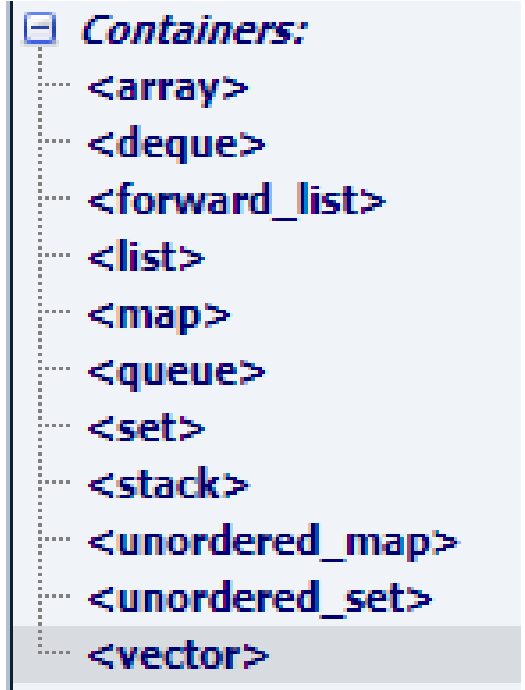 Containers:
<array>
<deque>
<forward_list>
<list>
<map>
<queue>
<set>
<stack>
<unordered_map>
<unordered_set>
<vector>